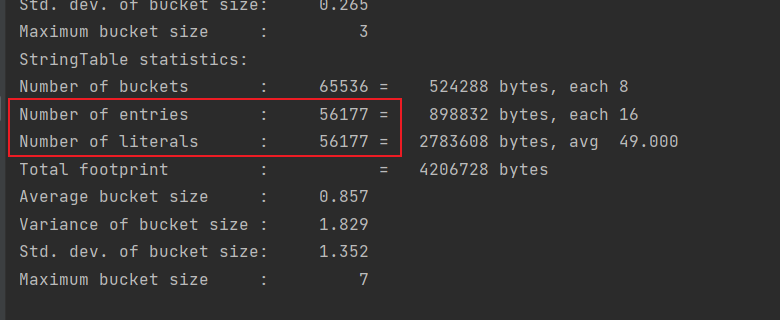 Std. dev. of bucket size:     0.265
Maximum bucket size     :         3
StringTable statistics:
Number of buckets       :     65536 =    524288 bytes, each 8
Number of entries       :     56177 =    898832 bytes, each 16
Number of literals      :     56177 =   2783608 bytes, avg  49.000
Total footprint         :           =   4206728 bytes
Average bucket size     :     0.857
Variance of bucket size :     1.829
Std. dev. of bucket size:     1.352
Maximum bucket size     :         7